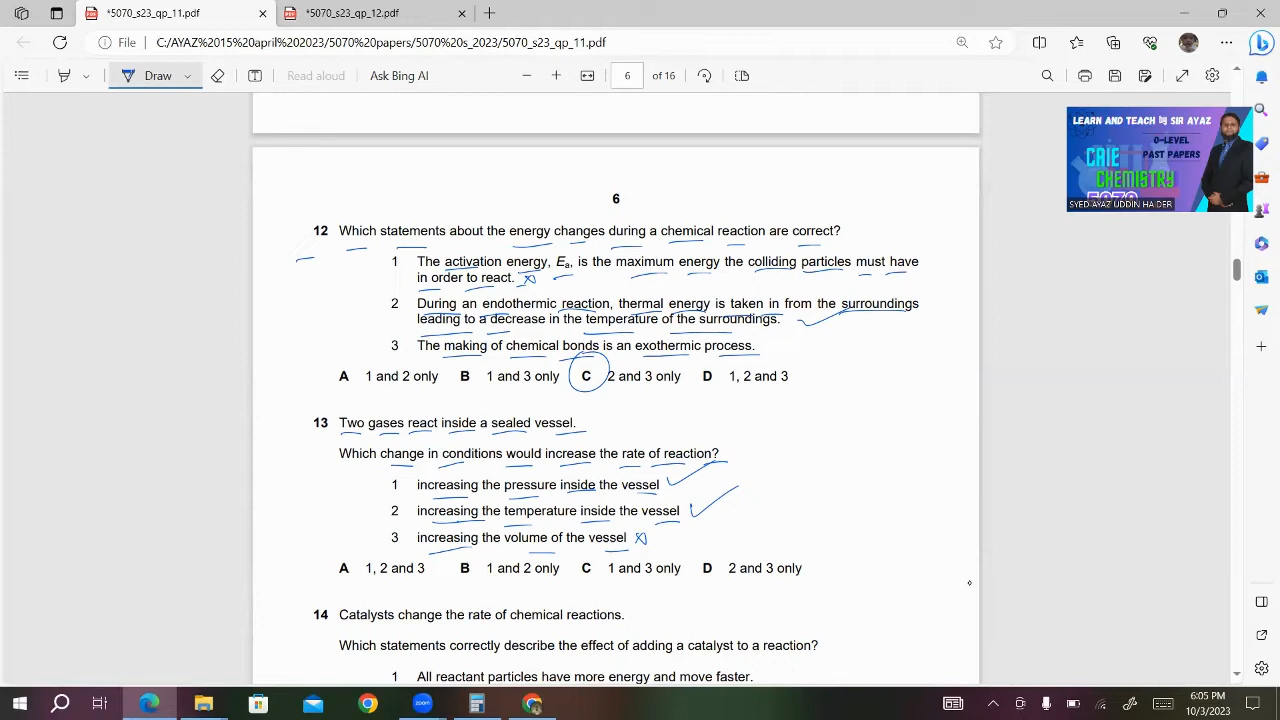 *5070_s23_qp_11.pdf
*5070_s23_qp_12.pdf
File C:/AYAZ%2015%20april%202023/5070%20papers/5070%20s_2023/5070_s23_qp_11.pdf
Draw
Read aloud
Ask Bing AI
6 of 16
LEARN AND TEACH by SIR AYAZ
O-LEVEL
PAST PAPERS
CAIE
CHEMISTRY
5070
SYED AYAZ UDDIN HAIDER
6
12 Which statements about the energy changes during a chemical reaction are correct?
1 The activation energy, Ea, is the maximum energy the colliding particles must have
in order to react.
2 During an endothermic reaction, thermal energy is taken in from the surroundings
leading to a decrease in the temperature of the surroundings.
3 The making of chemical bonds is an exothermic process.
A 1 and 2 only B 1 and 3 only C 2 and 3 only D 1, 2 and 3
13 Two gases react inside a sealed vessel.
Which change in conditions would increase the rate of reaction?
1 increasing the pressure inside the vessel
2 increasing the temperature inside the vessel
3 increasing the volume of the vessel
A 1, 2 and 3 B 1 and 2 only C 1 and 3 only D 2 and 3 only
14 Catalysts change the rate of chemical reactions.
Which statements correctly describe the effect of adding a catalyst to a reaction?
1 All reactant particles have more energy and move faster.
zoom
6:05 PM
10/3/2023